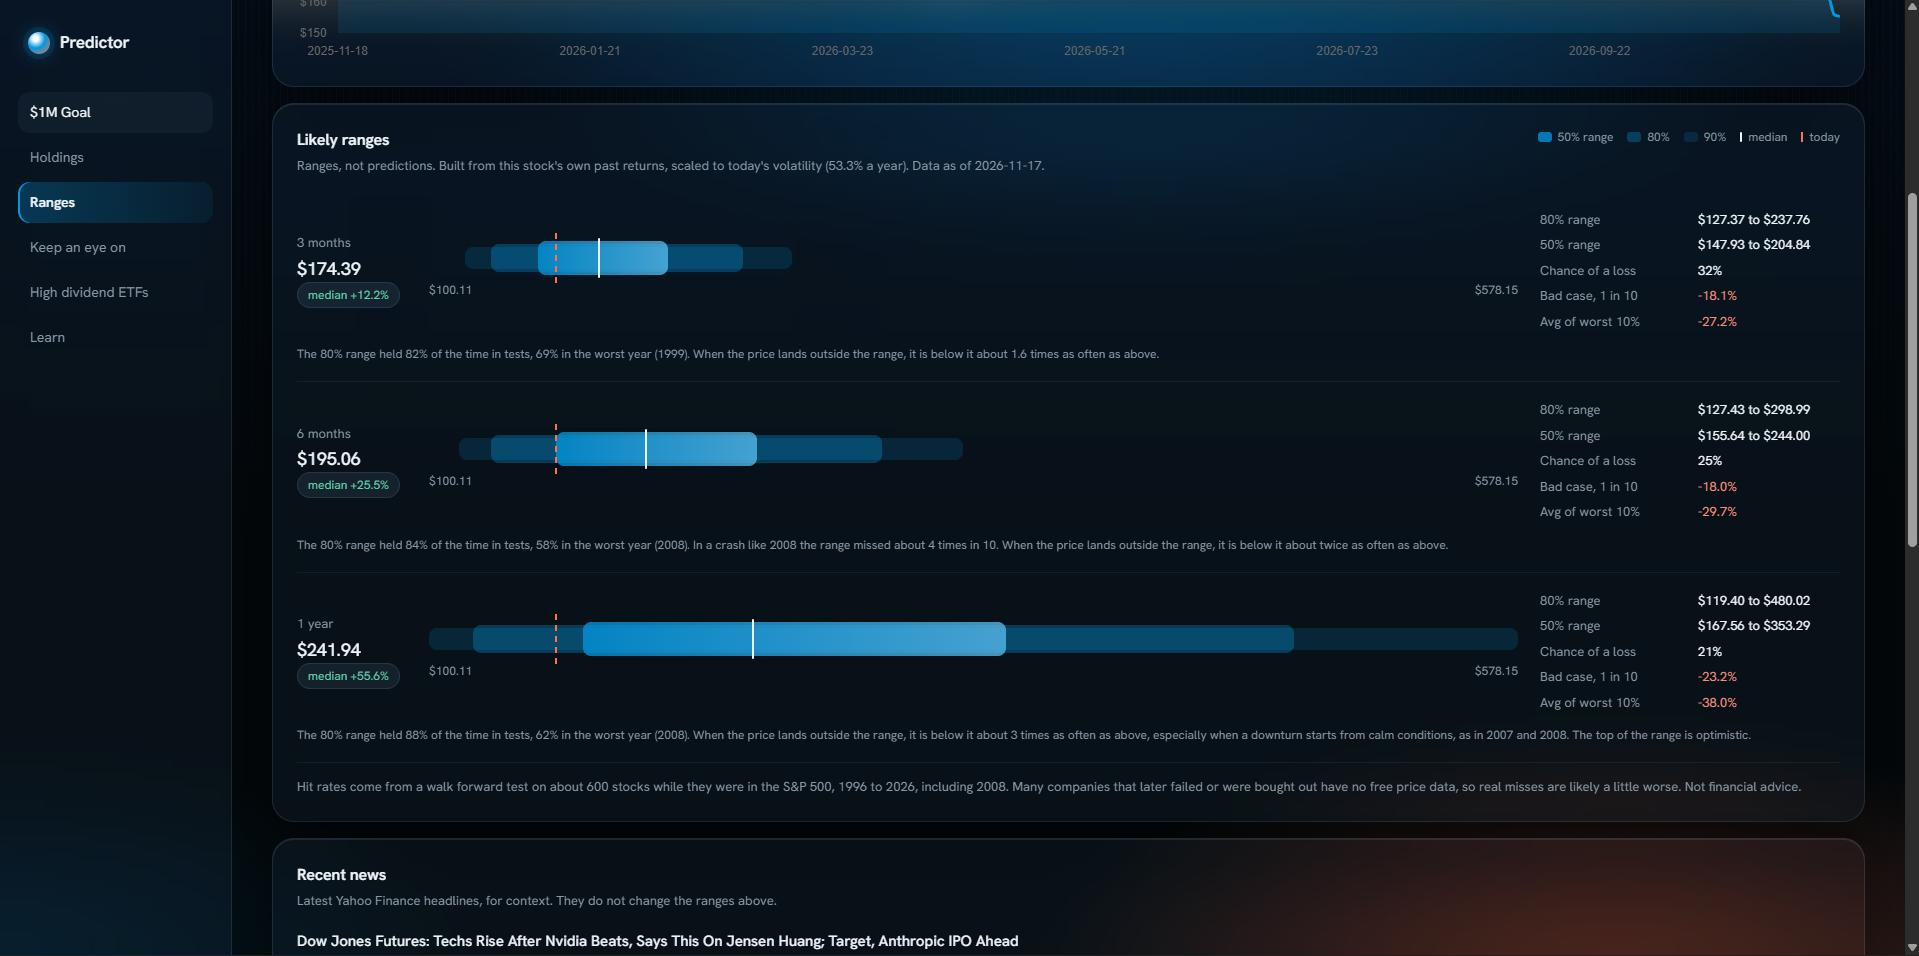 Predictor
$1M Goal
Holdings
Ranges
Keep an eye on
High dividend ETFs
Learn
$160
$150
2025-11-18 2026-01-21 2026-03-23 2026-05-21 2026-07-23 2026-09-22
Likely ranges
50% range 80% 90% median today
Ranges, not predictions. Built from this stock's own past returns, scaled to today's volatility (53.3% a year). Data as of 2026-11-17.
3 months
$174.39
median +12.2%
$100.11 $578.15
80% range $127.37 to $237.76
50% range $147.93 to $204.84
Chance of a loss 32%
Bad case, 1 in 10 -18.1%
Avg of worst 10% -27.2%
The 80% range held 82% of the time in tests, 69% in the worst year (1999). When the price lands outside the range, it is below it about 1.6 times as often as above.
6 months
$195.06
median +25.5%
$100.11 $578.15
80% range $127.43 to $298.99
50% range $155.64 to $244.00
Chance of a loss 25%
Bad case, 1 in 10 -18.0%
Avg of worst 10% -29.7%
The 80% range held 84% of the time in tests, 58% in the worst year (2008). In a crash like 2008 the range missed about 4 times in 10. When the price lands outside the range, it is below it about twice as often as above.
1 year
$241.94
median +55.6%
$100.11 $578.15
80% range $119.40 to $480.02
50% range $167.56 to $353.29
Chance of a loss 21%
Bad case, 1 in 10 -23.2%
Avg of worst 10% -38.0%
The 80% range held 88% of the time in tests, 62% in the worst year (2008). When the price lands outside the range, it is below it about 3 times as often as above, especially when a downturn starts from calm conditions, as in 2007 and 2008. The top of the range is optimistic.
Hit rates come from a walk forward test on about 600 stocks while they were in the S&P 500, 1996 to 2026, including 2008. Many companies that later failed or were bought out have no free price data, so real misses are likely a little worse. Not financial advice.
Recent news
Latest Yahoo Finance headlines, for context. They do not change the ranges above.
Dow Jones Futures: Techs Rise After Nvidia Beats, Says This On Jensen Huang; Target, Anthropic IPO Ahead